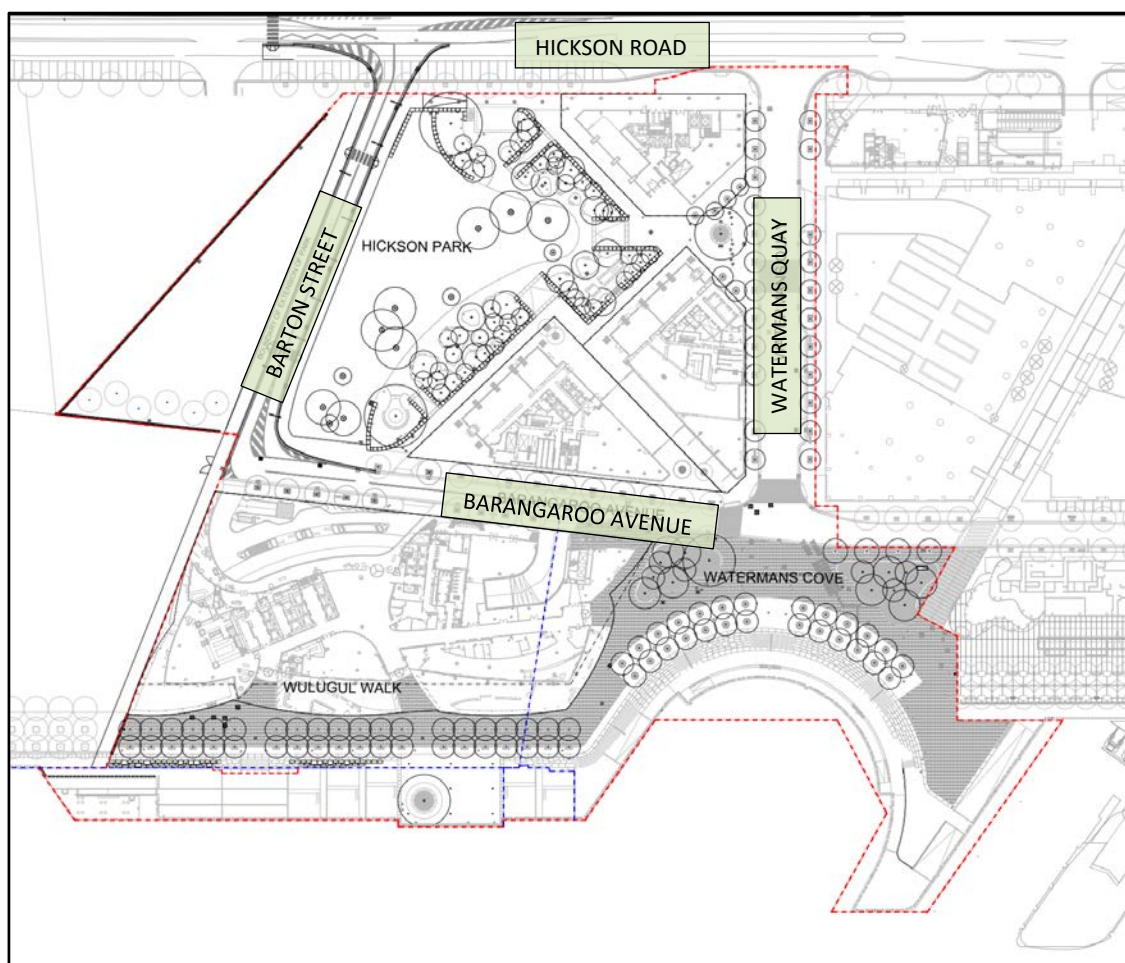 HICKSON ROAD
HICKSON PARK
BARTON STREET
WATERMANS QUAY
BARANGAROO AVENUE
WATERMANS COVE
WULUGUL WALK